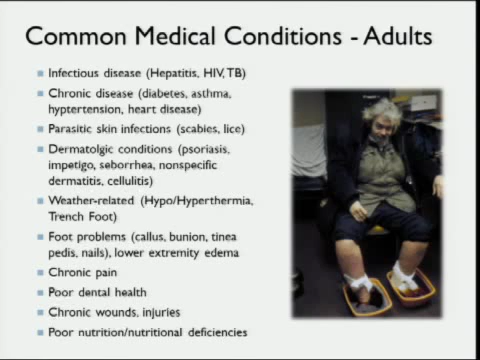 Common Medical Conditions - Adults
Infectious disease (Hepatitis, HIV, TB)
Chronic disease (diabetes, asthma,
hyptertension, heart disease)
Parasitic skin infections (scabies, lice)
Dermatolgic conditions (psoriasis,
impetigo, seborrhea, nonspecific
dermatitis, cellulitis)
Weather-related (Hypo/Hyperthermia,
Trench Foot)
Foot problems (callus, bunion, tinea
pedis, nails), lower extremity edema
Chronic pain
Poor dental health
Chronic wounds, injuries
Poor nutrition/nutritional deficiencies